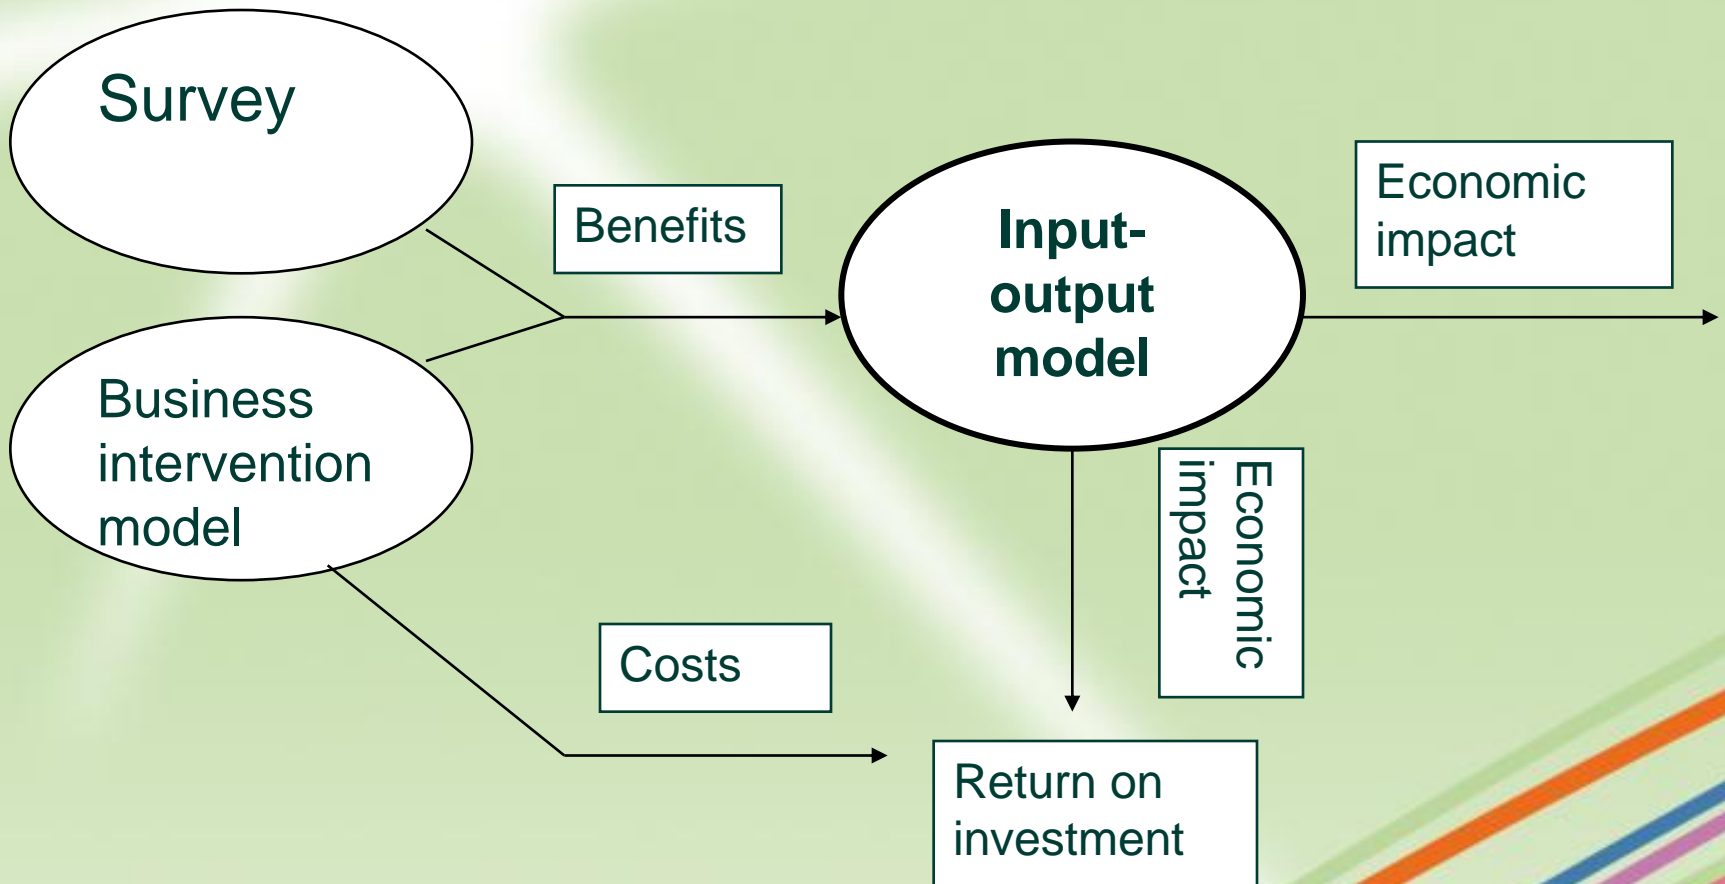 Survey
Benefits
Input-
output
model
Economic
impact
Business
intervention
model
Economic
impact
Costs
Return on
investment